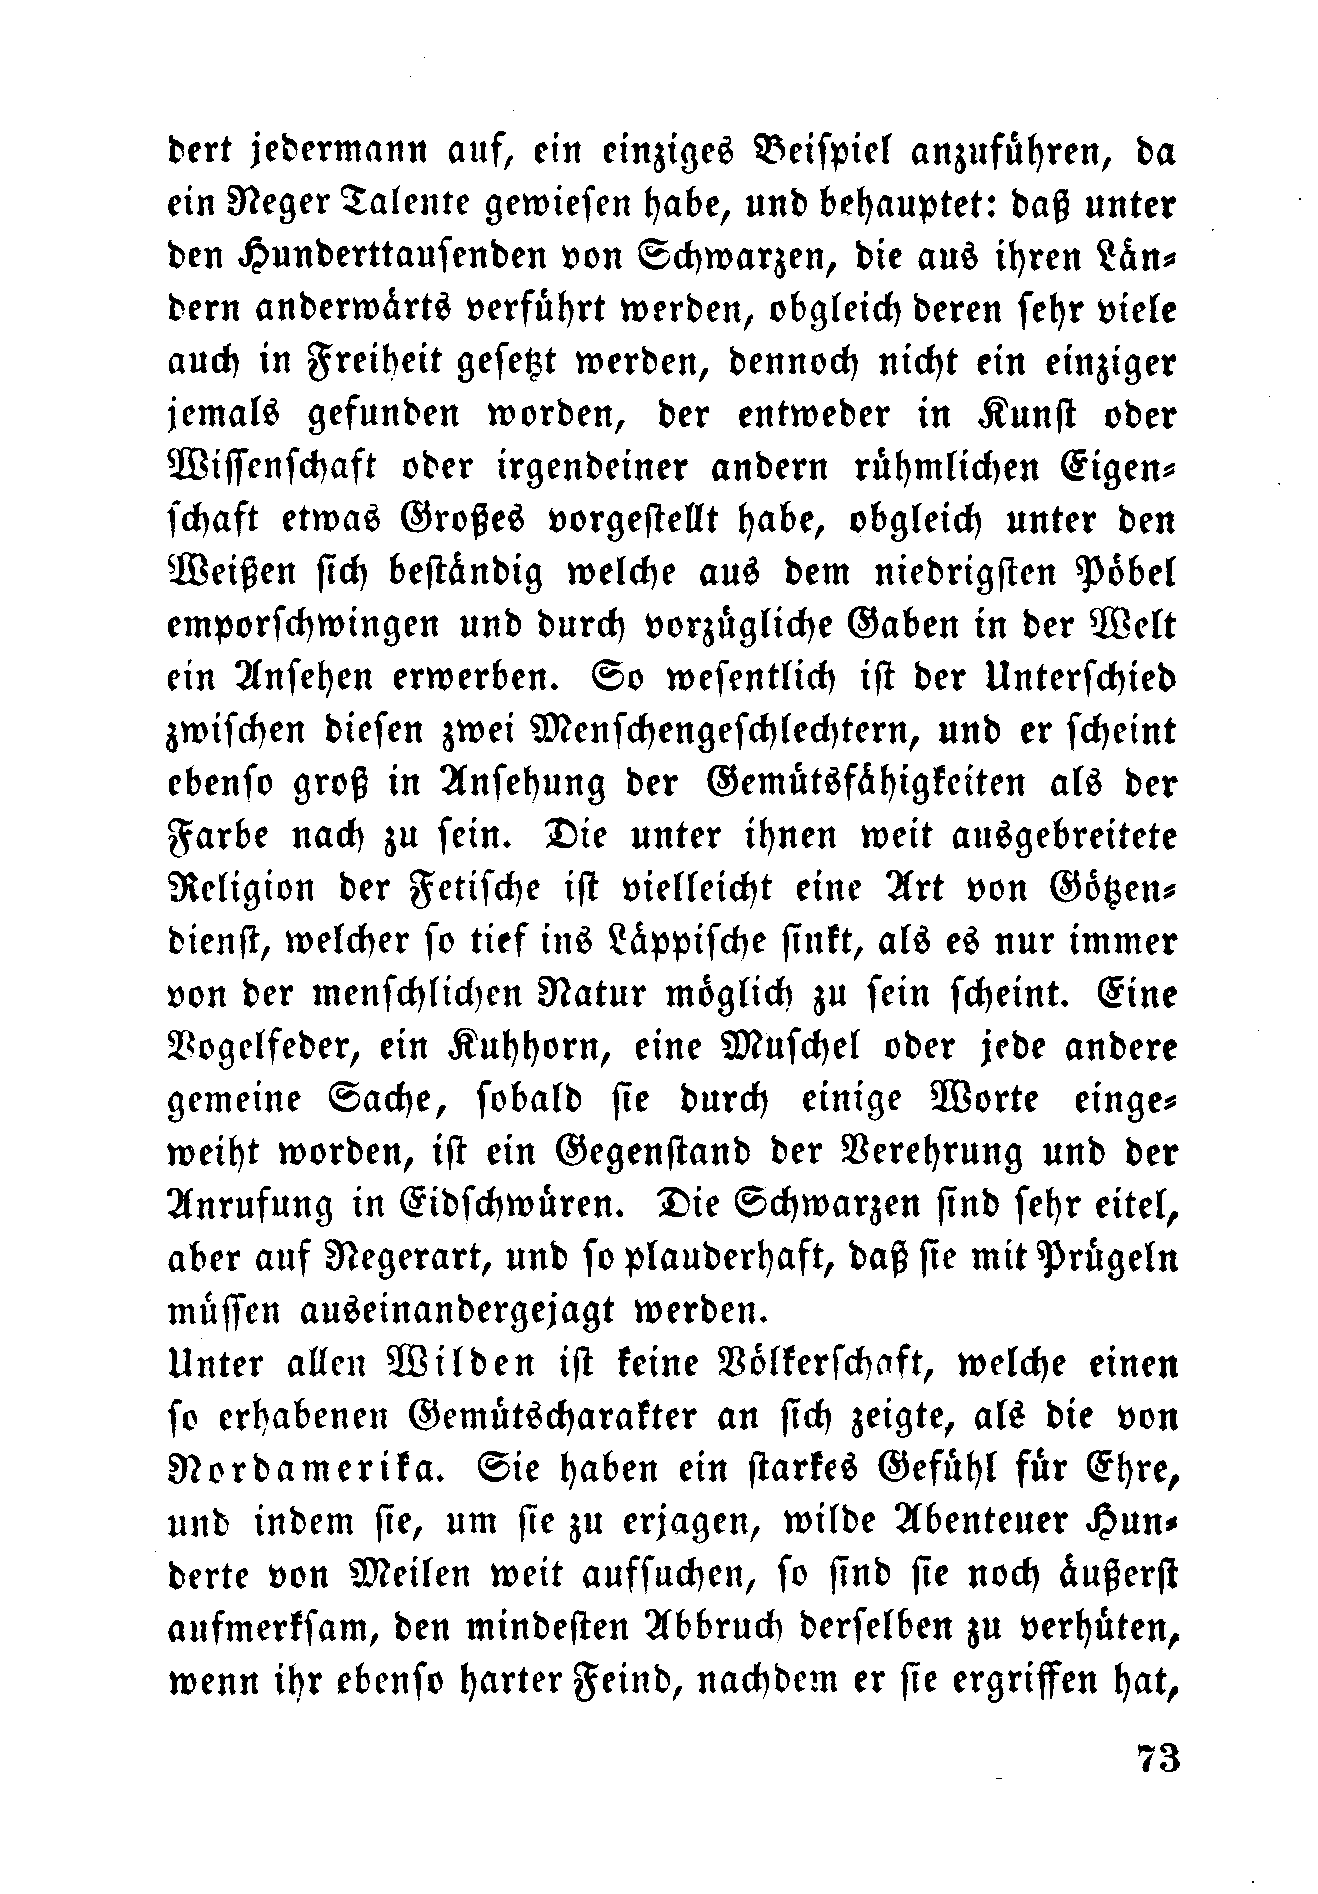 dert jedermann auf, ein einziges Beispiel anzuführen, da
ein Neger Talente gewiesen habe, und behauptet: daß unter
den Hunderttausenden von Schwarzen, die aus ihren Län-
dern anderwärts verführt werden, obgleich deren sehr viele
auch in Freiheit gesetzt werden, dennoch nicht ein einziger
jemals gefunden worden, der entweder in Kunst oder
Wissenschaft oder irgendeiner andern rühmlichen Eigen-
schaft etwas Großes vorgestellt habe, obgleich unter den
Weißen sich beständig welche aus dem niedrigsten Pöbel
emporschwingen und durch vorzügliche Gaben in der Welt
ein Ansehen erwerben. So wesentlich ist der Unterschied
zwischen diesen zwei Menschengeschlechtern, und er scheint
ebenso groß in Ansehung der Gemütsfähigkeiten als der
Farbe nach zu sein. Die unter ihnen weit ausgebreitete
Religion der Fetische ist vielleicht eine Art von Götzen-
dienst, welcher so tief ins Läppische sinkt, als es nur immer
von der menschlichen Natur möglich zu sein scheint. Eine
Vogelfeder, ein Kuhhorn, eine Muschel oder jede andere
gemeine Sache, sobald sie durch einige Worte einge-
weiht worden, ist ein Gegenstand der Verehrung und der
Anrufung in Eidschwüren. Die Schwarzen sind sehr eitel,
aber auf Negerart, und so plauderhaft, daß sie mit Prügeln
müssen auseinandergejagt werden.
Unter allen Wilden ist keine Völkerschaft, welche einen
so erhabenen Gemütscharakter an sich zeigte, als die von
Nordamerika. Sie haben ein starkes Gefühl für Ehre,
und indem sie, um sie zu erjagen, wilde Abenteuer Hun-
derte von Meilen weit aufsuchen, so sind sie noch äußerst
aufmerksam, den mindesten Abbruch derselben zu verhüten,
wenn ihr ebenso harter Feind, nachdem er sie ergriffen hat,
73